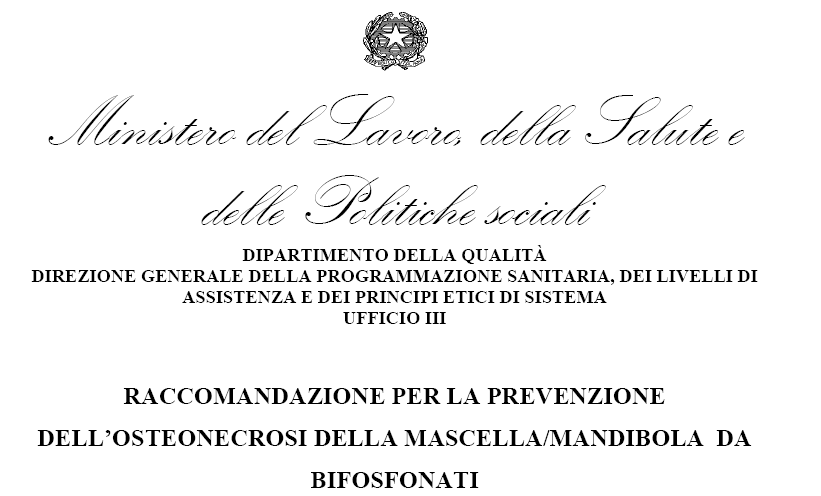 Ministero del Lavoro, della Salute e
delle Politiche sociali
DIPARTIMENTO DELLA QUALITÀ
DIREZIONE GENERALE DELLA PROGRAMMAZIONE SANITARIA, DEI LIVELLI DI
ASSISTENZA E DEI PRINCIPI ETICI DI SISTEMA
UFFICIO III
RACCOMANDAZIONE PER LA PREVENZIONE
DELL'OSTEONECROSI DELLA MASCELLA/MANDIBOLA DA
BIFOSFONATI